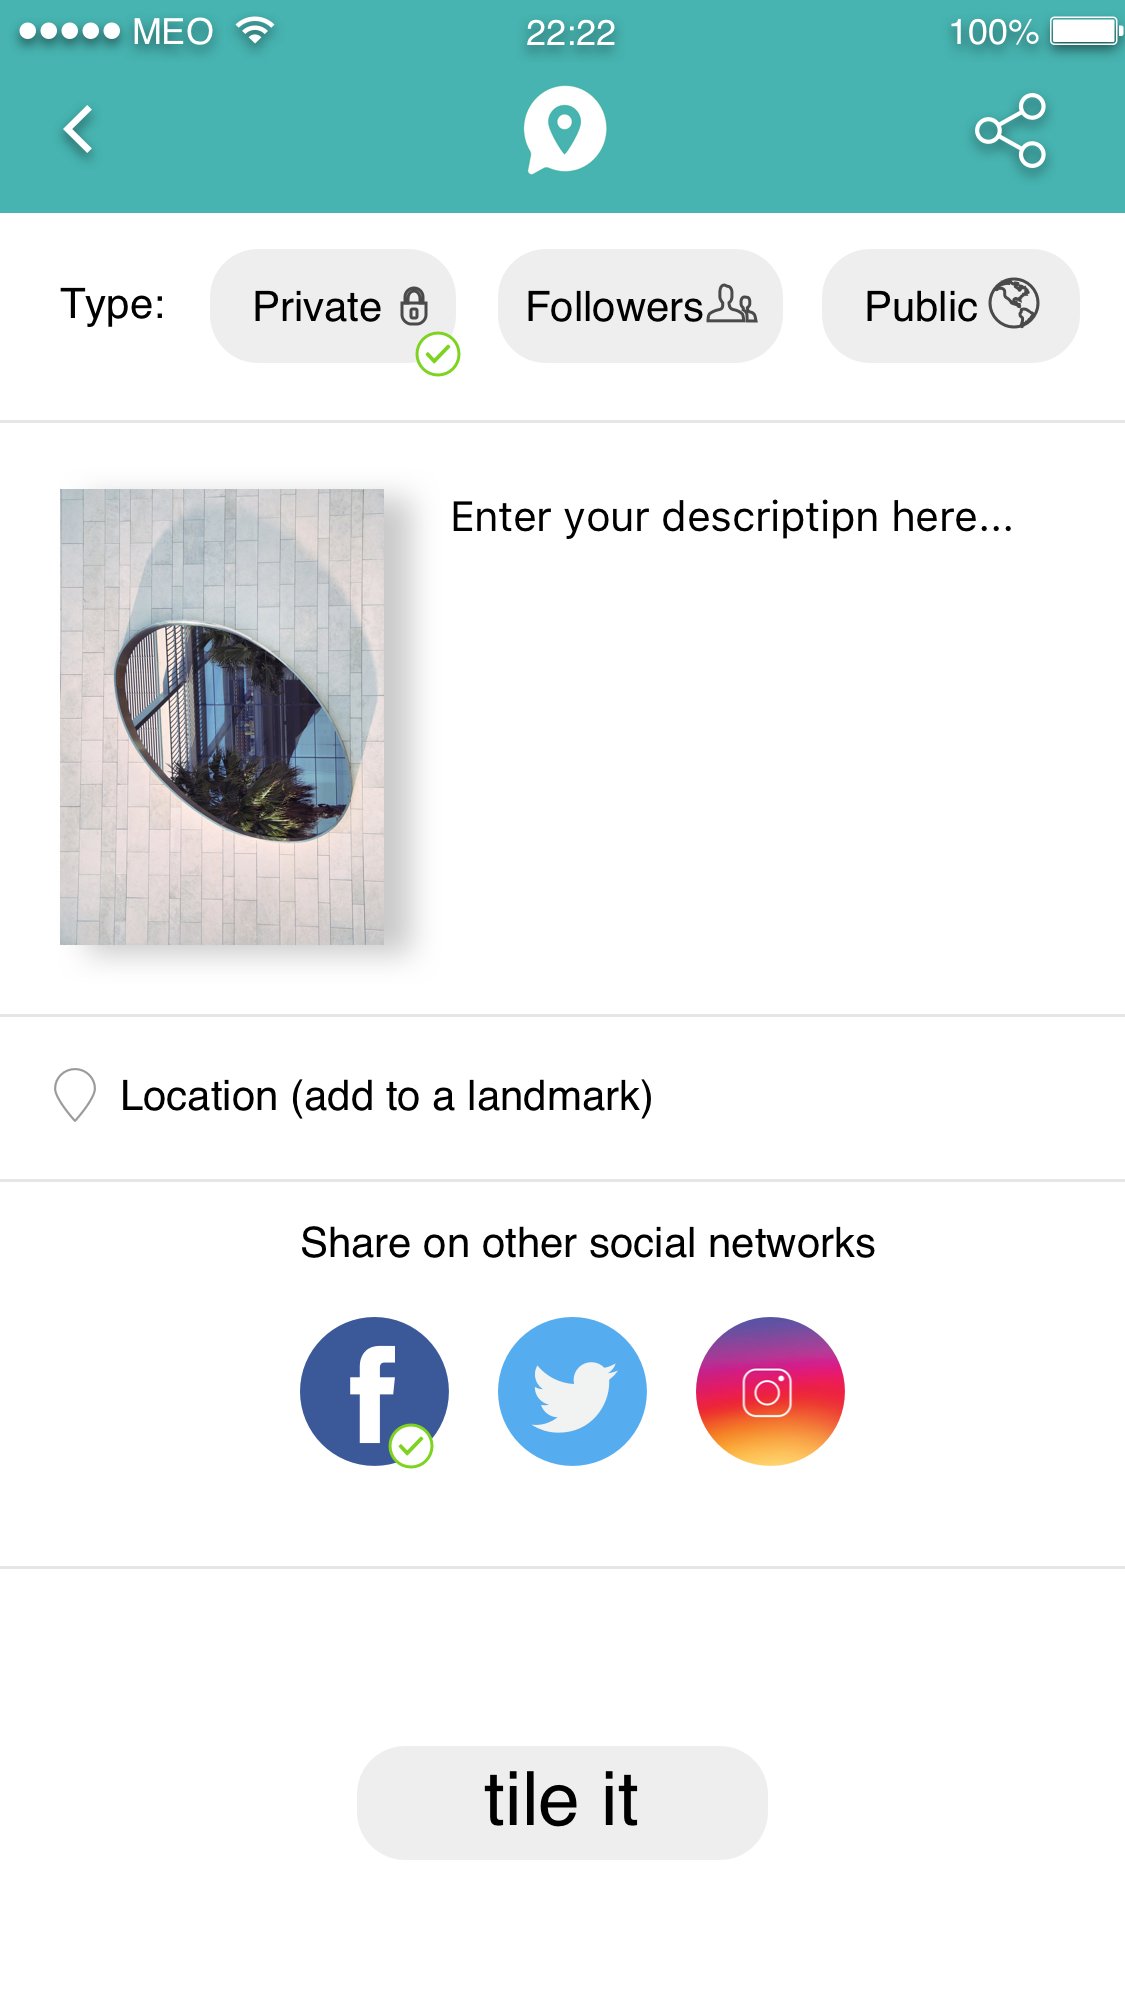 MEO 22:22 100%
Type: Private Followers Public
Enter your descriptipn here...
Location (add to a landmark)
Share on other social networks
f
tile it